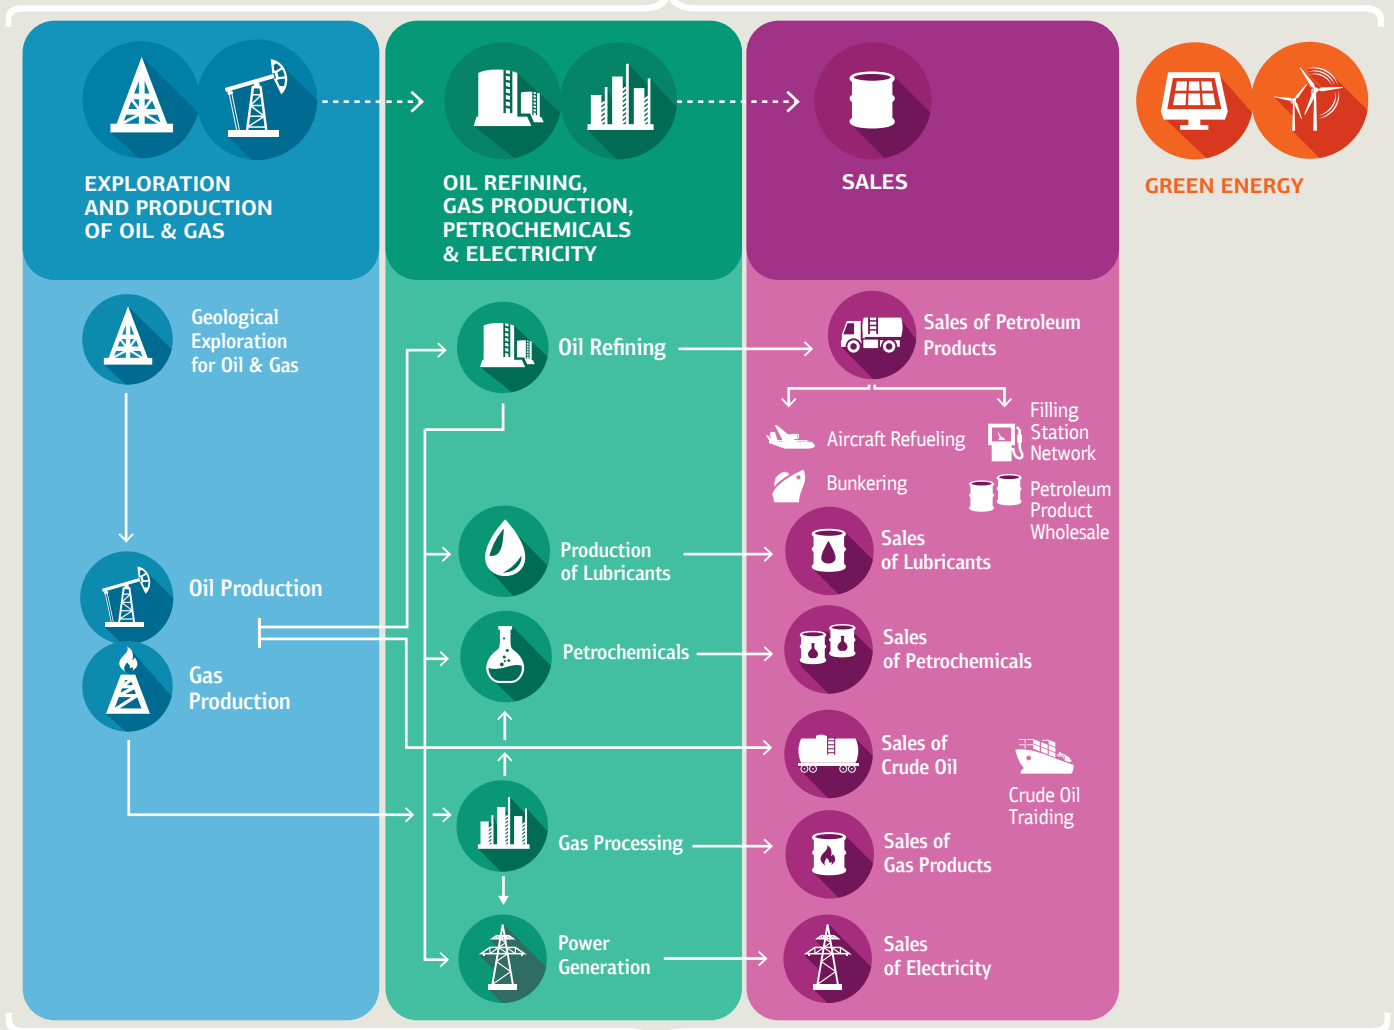 EXPLORATION
AND PRODUCTION
OF OIL & GAS
OIL REFINING,
GAS PRODUCTION,
PETROCHEMICALS
& ELECTRICITY
SALES
GREEN ENERGY
Geological
Exploration
for Oil & Gas
Oil Production
Gas
Production
Oil Refining
Production
of Lubricants
Petrochemicals
Gas Processing
Power
Generation
Sales of Petroleum
Products
Aircraft Refueling
Bunkering
Filling
Station
Network
Petroleum
Product
Wholesale
Sales
of Lubricants
Sales
of Petrochemicals
Sales of
Crude Oil
Crude Oil
Traiding
Sales of
Gas Products
Sales
of Electricity